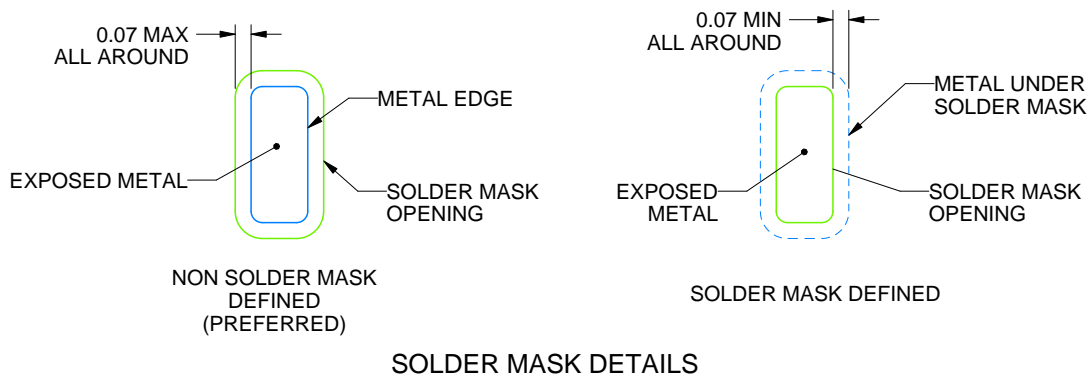 0.07 MAX
ALL AROUND
METAL EDGE
EXPOSED METAL
SOLDER MASK
OPENING
NON SOLDER MASK
DEFINED
(PREFERRED)
0.07 MIN
ALL AROUND
METAL UNDER
SOLDER MASK
EXPOSED
METAL
SOLDER MASK
OPENING
SOLDER MASK DEFINED
SOLDER MASK DETAILS